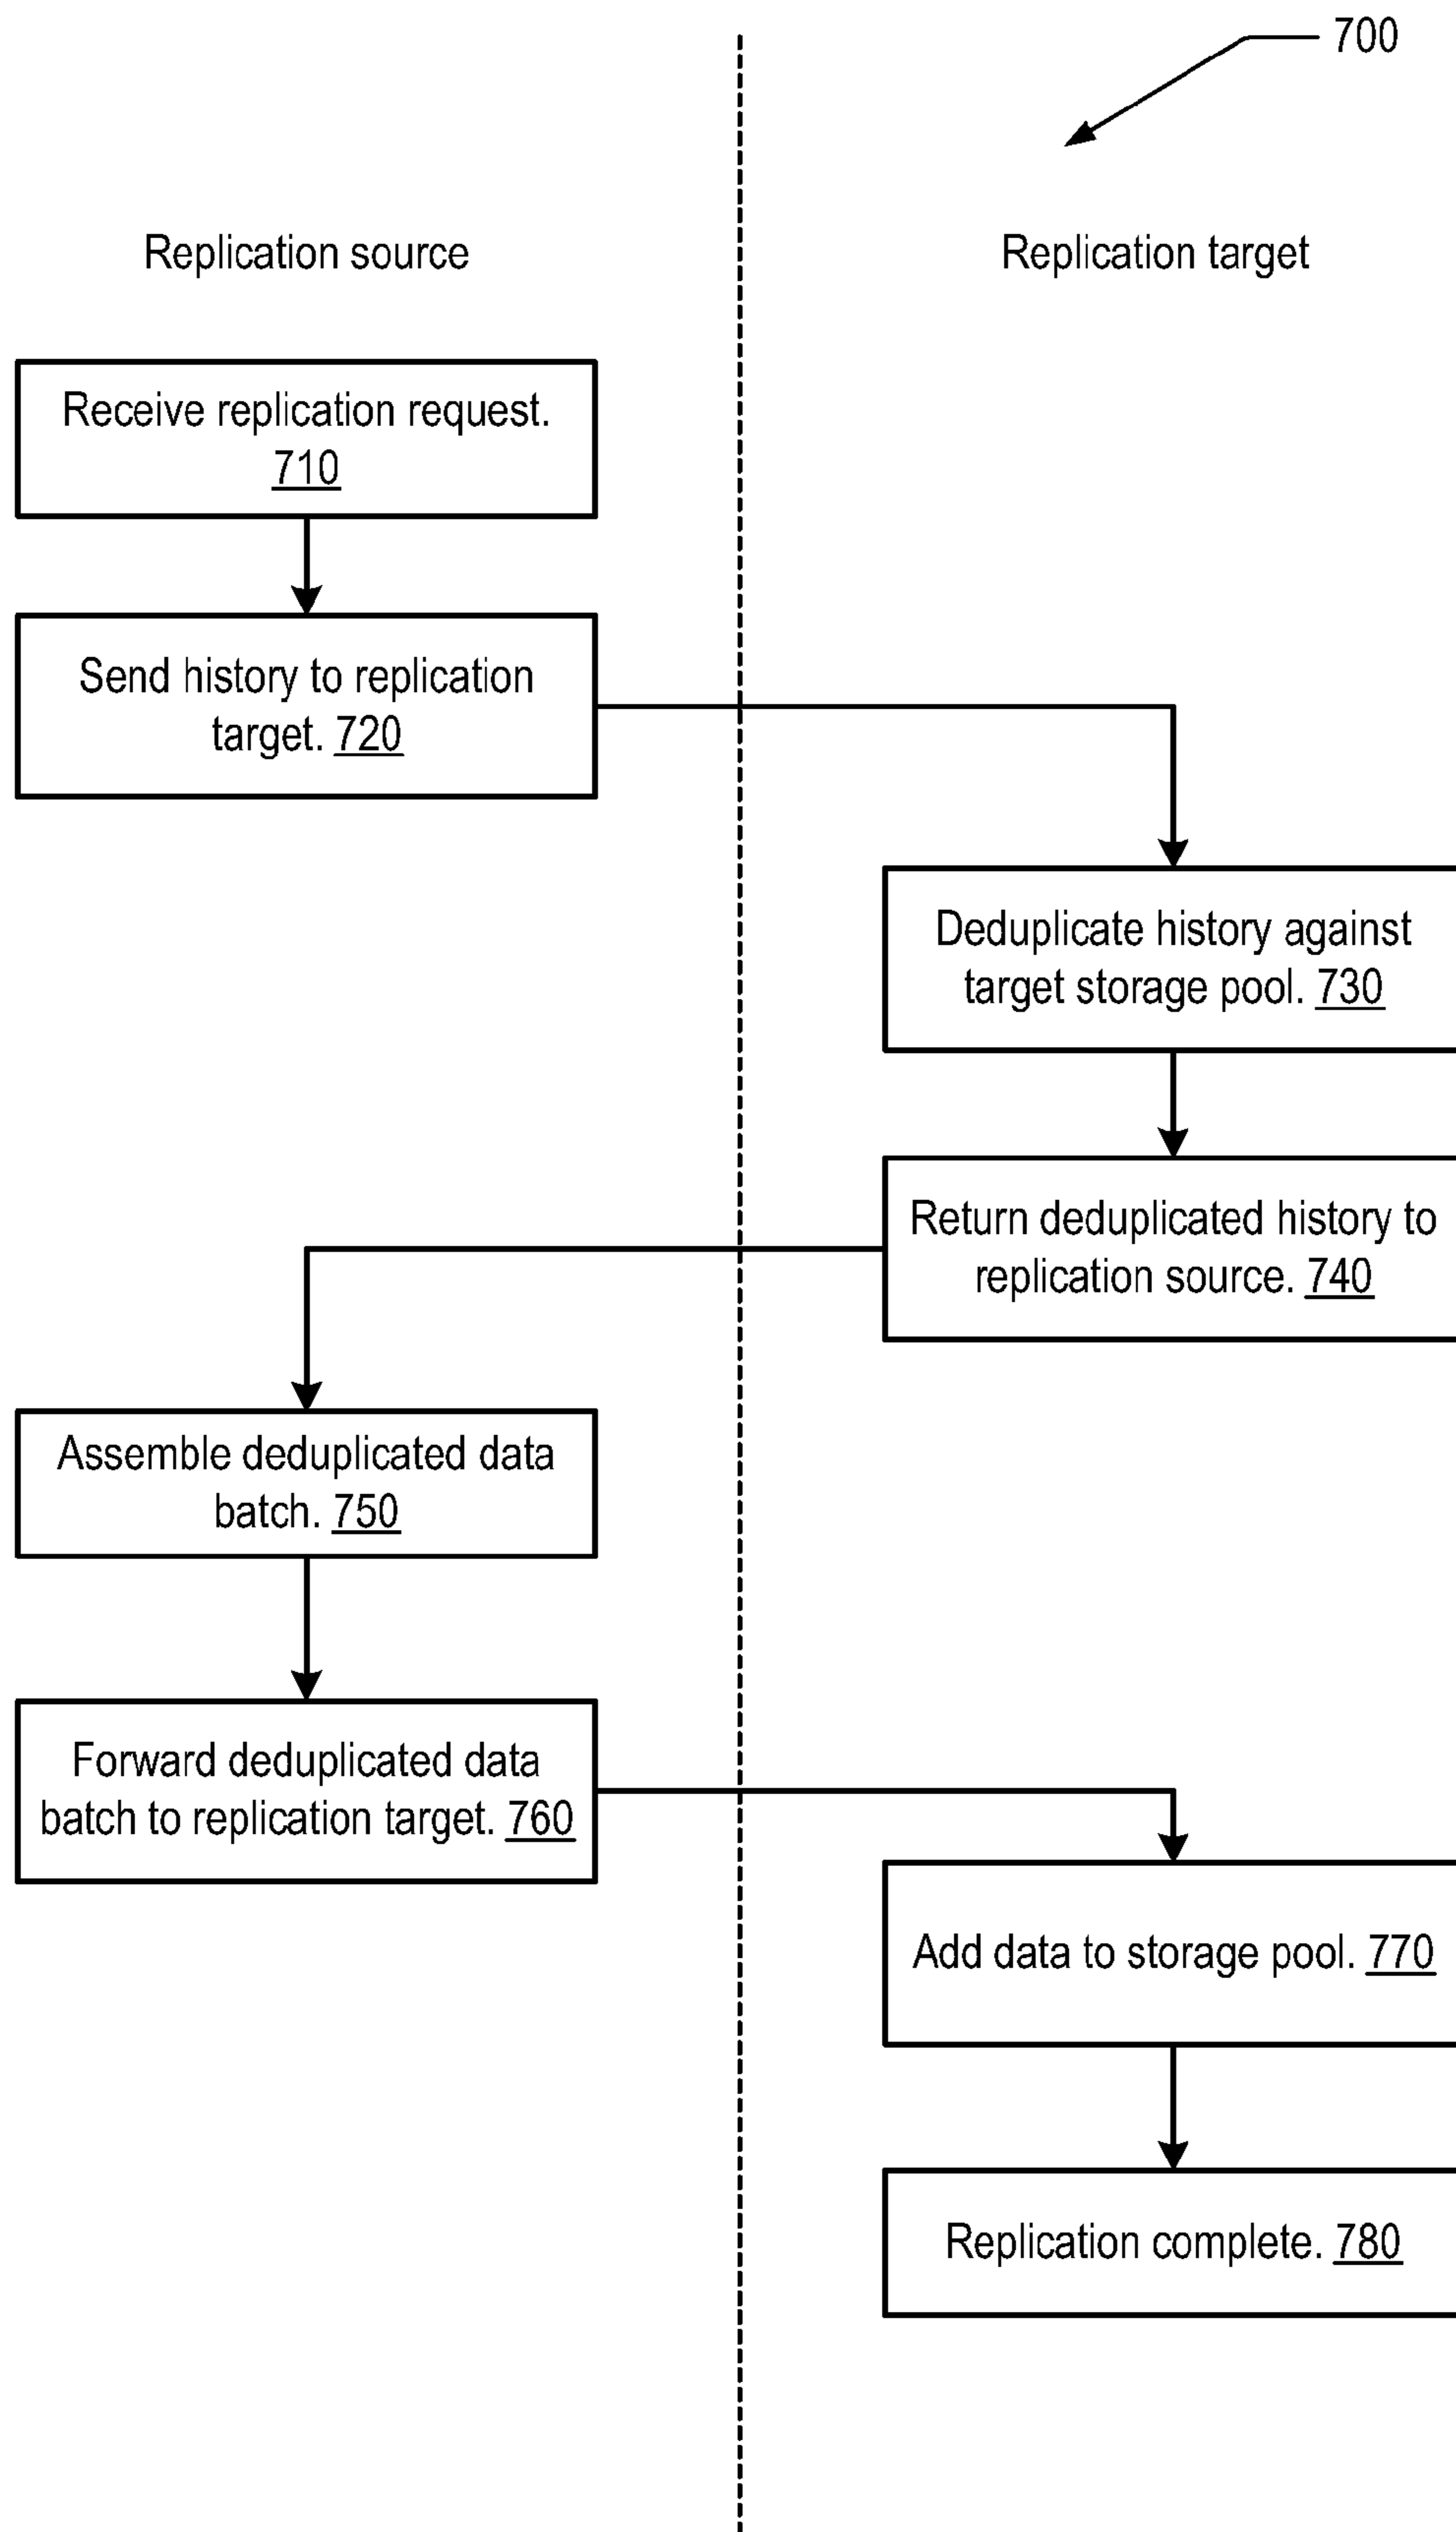 700
Replication source
Replication target
Receive replication request.
710
Send history to replication
target. 720
Deduplicate history against
target storage pool. 730
Return deduplicated history to
replication source. 740
Assemble deduplicated data
batch. 750
Forward deduplicated data
batch to replication target. 760
Add data to storage pool. 770
Replication complete. 780